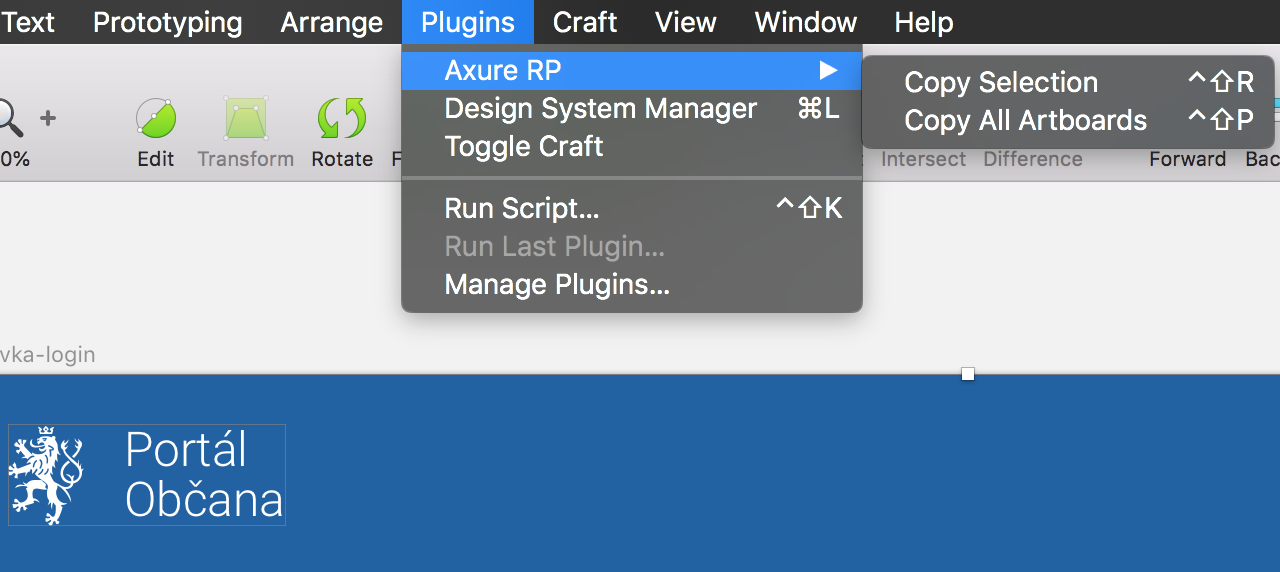 Text Prototyping Arrange Plugins Craft View Window Help
Axure RP ▶
Copy Selection ^⇧R
Design System Manager ⌘L
Copy All Artboards ^⇧P
Toggle Craft
0% Edit Transform Rotate F Intersect Difference Forward Bac
Run Script... ^⇧K
Run Last Plugin...
Manage Plugins...
vka-login
Portál
Občana